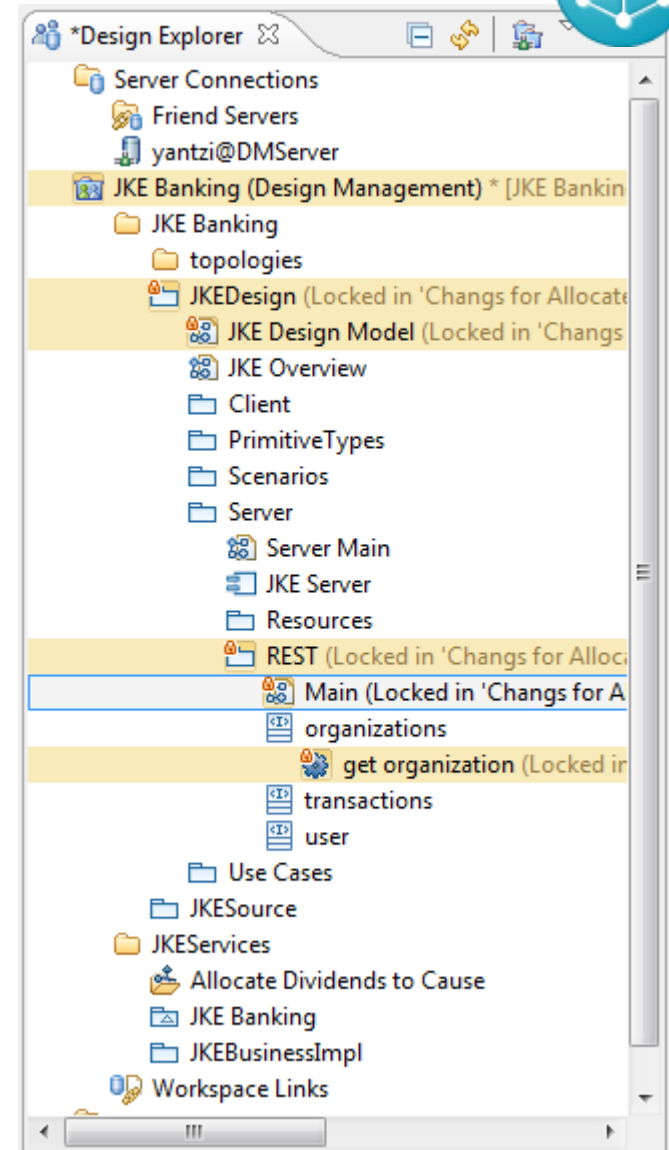 *Design Explorer
Server Connections
Friend Servers
yantzi@DMServer
JKE Banking (Design Management) * [JKE Bankin
JKE Banking
topologies
JKEDesign (Locked in 'Changs for Allocate
JKE Design Model (Locked in 'Changs
JKE Overview
Client
PrimitiveTypes
Scenarios
Server
Server Main
JKE Server
Resources
REST (Locked in 'Changs for Alloca
Main (Locked in 'Changs for A
organizations
get organization (Locked in
transactions
user
Use Cases
JKESource
JKEServices
Allocate Dividends to Cause
JKE Banking
JKEBusinessImpl
Workspace Links